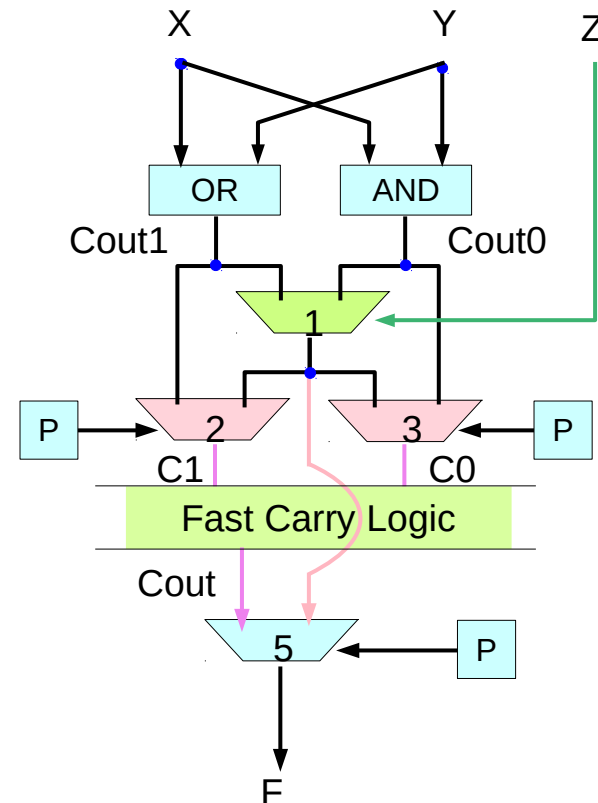 X Y Z
OR AND
Cout1 Cout0
1
P 2 3 P
C1 C0
Fast Carry Logic
Cout
5 P
F